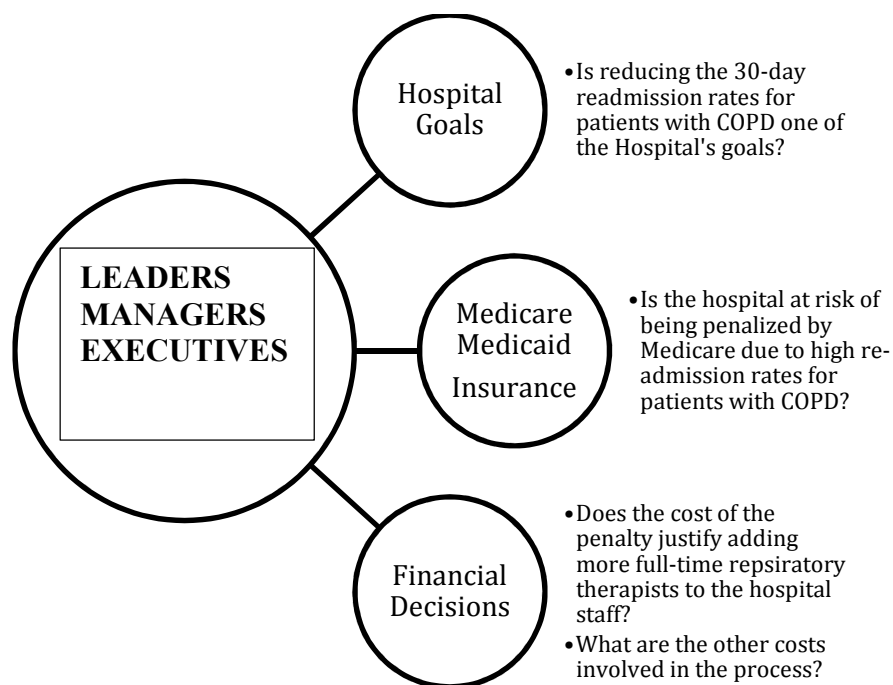 Hospital
Goals
•Is reducing the 30-day
readmission rates for
patients with COPD one of
the Hospital's goals?
LEADERS
MANAGERS
EXECUTIVES
Medicare
Medicaid
Insurance
•Is the hospital at risk of
being penalized by
Medicare due to high re-
admission rates for
patients with COPD?
Financial
Decisions
•Does the cost of the
penalty justify adding
more full-time repsiratory
therapists to the hospital
staff?
•What are the other costs
involved in the process?